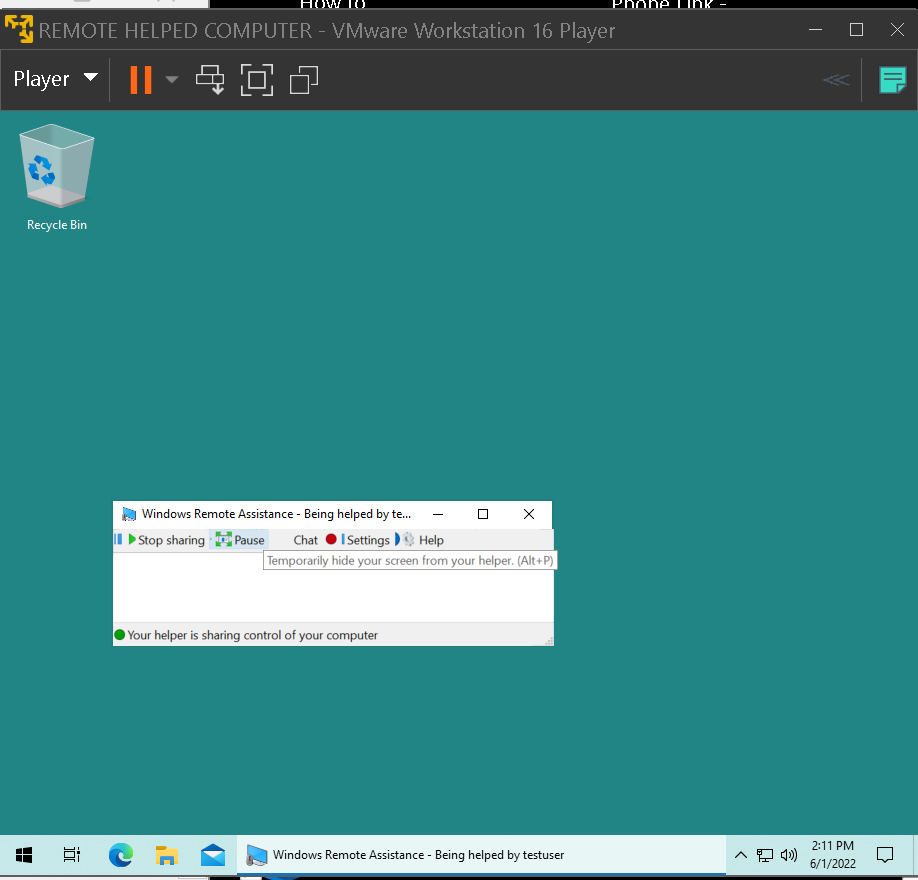 How To
Phone Link -
REMOTE HELPED COMPUTER - VMware Workstation 16 Player
Player
Recycle Bin
Windows Remote Assistance - Being helped by te...
Stop sharing Pause Chat Settings Help
Temporarily hide your screen from your helper. (Alt+P)
Your helper is sharing control of your computer
Windows Remote Assistance - Being helped by testuser
2:11 PM
6/1/2022